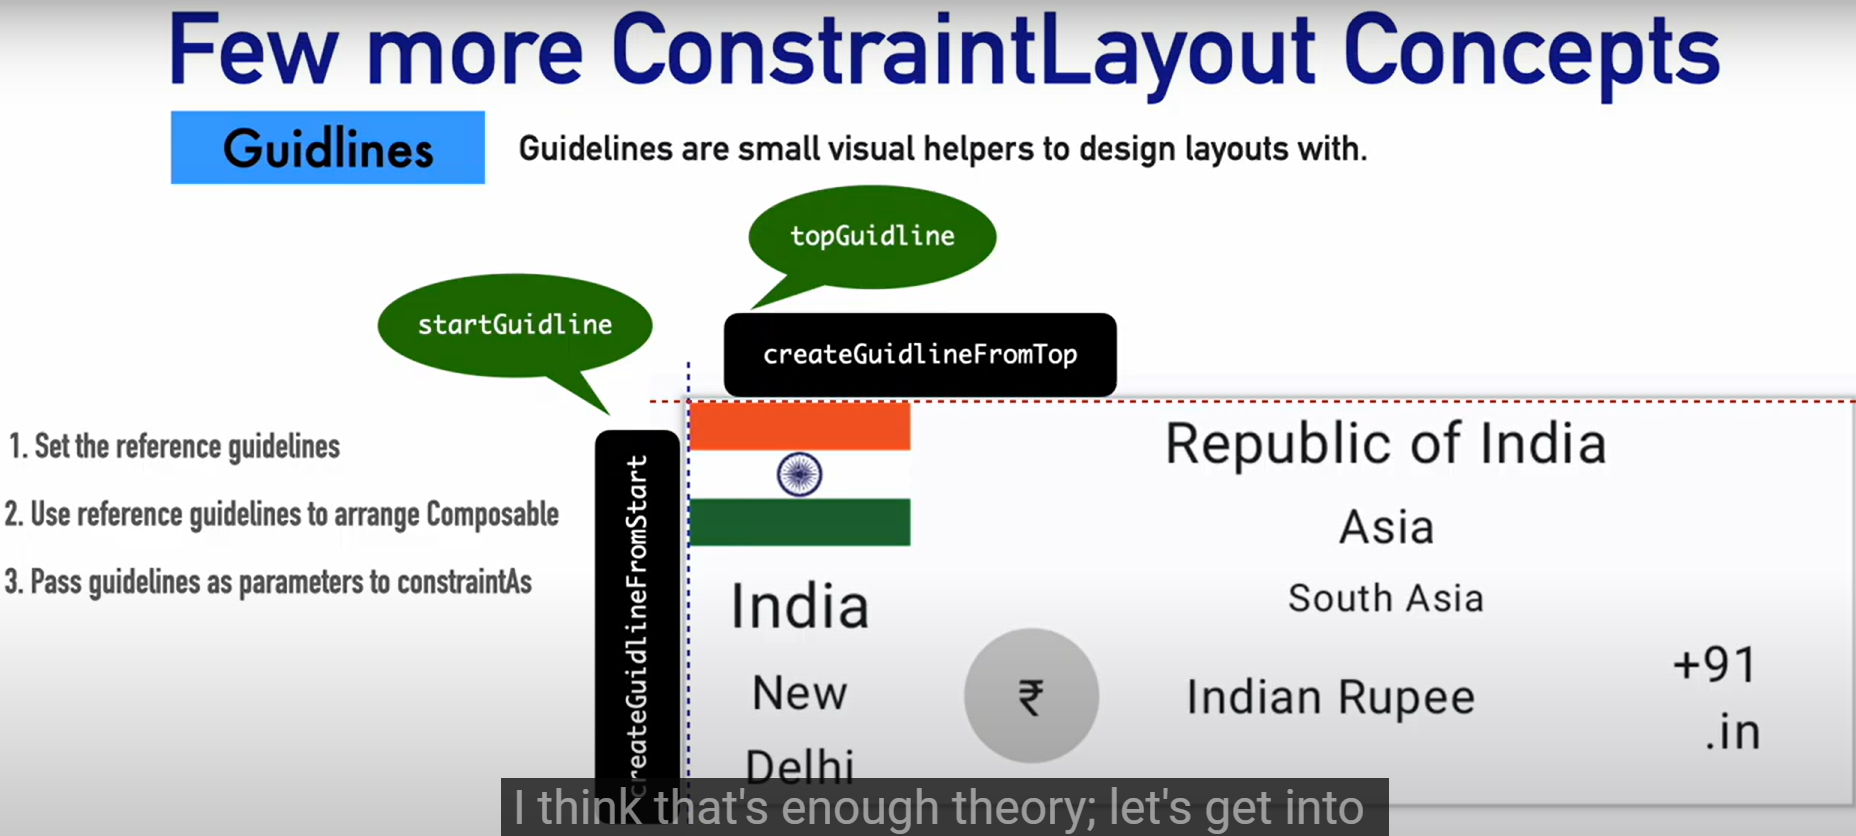 Few more ConstraintLayout Concepts
Guidlines
Guidelines are small visual helpers to design layouts with.
topGuidline
startGuidline
createGuidlineFromTop
1. Set the reference guidelines
2. Use reference guidelines to arrange Composable
3. Pass guidelines as parameters to constraintAs
createGuidlineFromStart
Republic of India
Asia
South Asia
India
New
Delhi
₹
Indian Rupee
+91
.in
I think that's enough theory; let's get into